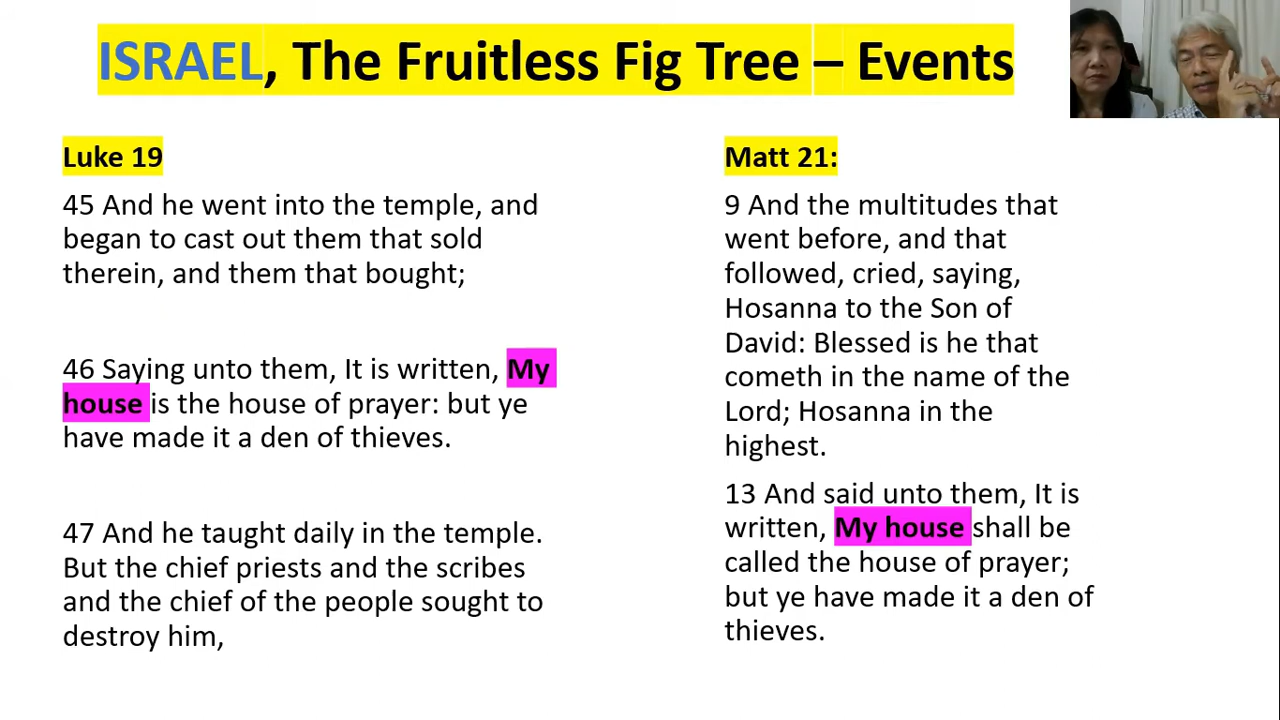 ISRAEL, The Fruitless Fig Tree – Events
Luke 19
45 And he went into the temple, and
began to cast out them that sold
therein, and them that bought;
46 Saying unto them, It is written, My
house is the house of prayer: but ye
have made it a den of thieves.
47 And he taught daily in the temple.
But the chief priests and the scribes
and the chief of the people sought to
destroy him,
Matt 21:
9 And the multitudes that
went before, and that
followed, cried, saying,
Hosanna to the Son of
David: Blessed is he that
cometh in the name of the
Lord; Hosanna in the
highest.
13 And said unto them, It is
written, My house shall be
called the house of prayer;
but ye have made it a den of
thieves.